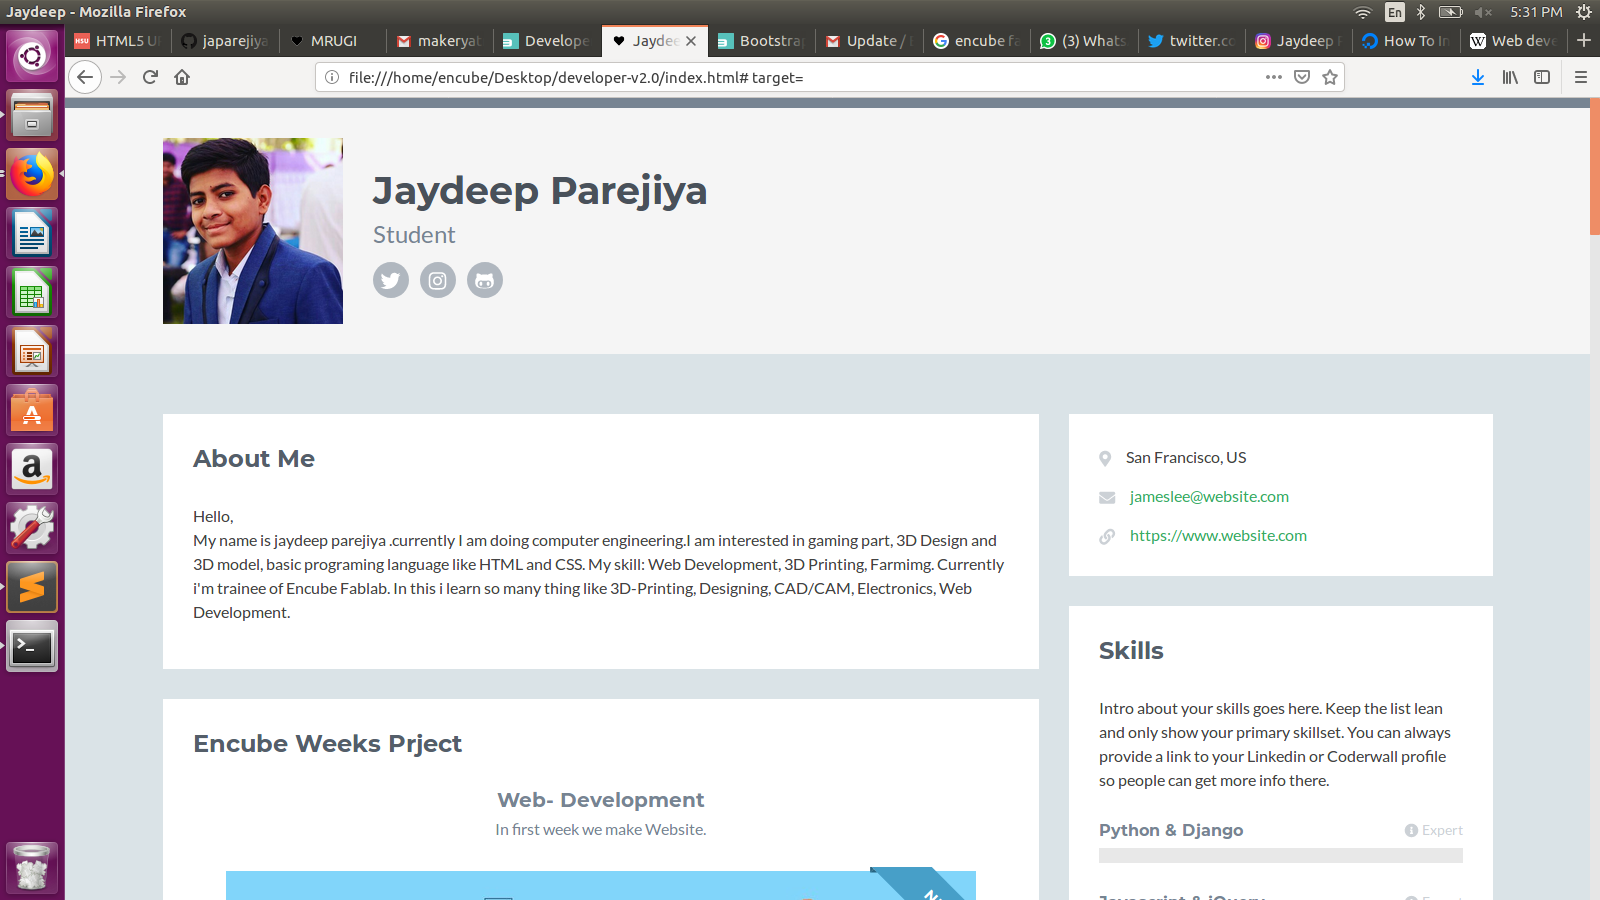 Jaydeep - Mozilla Firefox
En
5:31 PM
HTML5 U
japarejiya
MRUGI
makeryat
Develope
Jaydee
Bootstrap
Update /
encube fa
(3) Whats
twitter.co
Jaydeep
How To In
Web deve
file:///home/encube/Desktop/developer-v2.0/index.html# target=
Jaydeep Parejiya
Student
About Me
Hello,
My name is jaydeep parejiya .currently I am doing computer engineering.I am interested in gaming part, 3D Design and
3D model, basic programing language like HTML and CSS. My skill: Web Development, 3D Printing, Farmimg. Currently
i'm trainee of Encube Fablab. In this i learn so many thing like 3D-Printing, Designing, CAD/CAM, Electronics, Web
Development.
Encube Weeks Prject
Web- Development
In first week we make Website.
San Francisco, US
jameslee@website.com
https://www.website.com
Skills
Intro about your skills goes here. Keep the list lean
and only show your primary skillset. You can always
provide a link to your Linkedin or Coderwall profile
so people can get more info there.
Python & Django
Expert
Javascript & jQuery
Expert